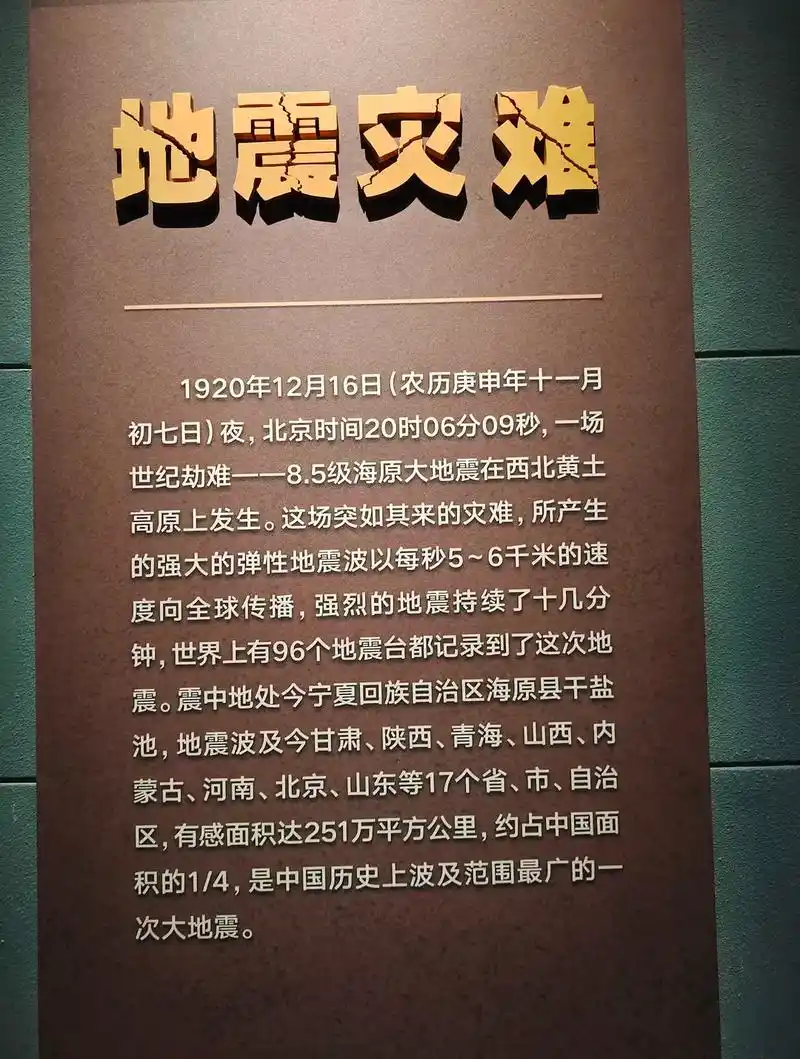 地震灾难
1920年12月16日（农历庚申年十一月
初七日）夜，北京时间20时06分09秒，一场
世纪劫难——8.5级海原大地震在西北黄土
高原上发生。这场突如其来的灾难，所产生
的强大的弹性地震波以每秒5~6千米的速
度向全球传播，强烈的地震持续了十几分
钟，世界上有96个地震台都记录到了这次地
震。震中地处今宁夏回族自治区海原县干盐
池，地震波及今甘肃、陕西、青海、山西、内
蒙古、河南、北京、山东等17个省、市、自治
区，有感面积达251万平方公里，约占中国面
积的1/4，是中国历史上波及范围最广的一
次大地震。